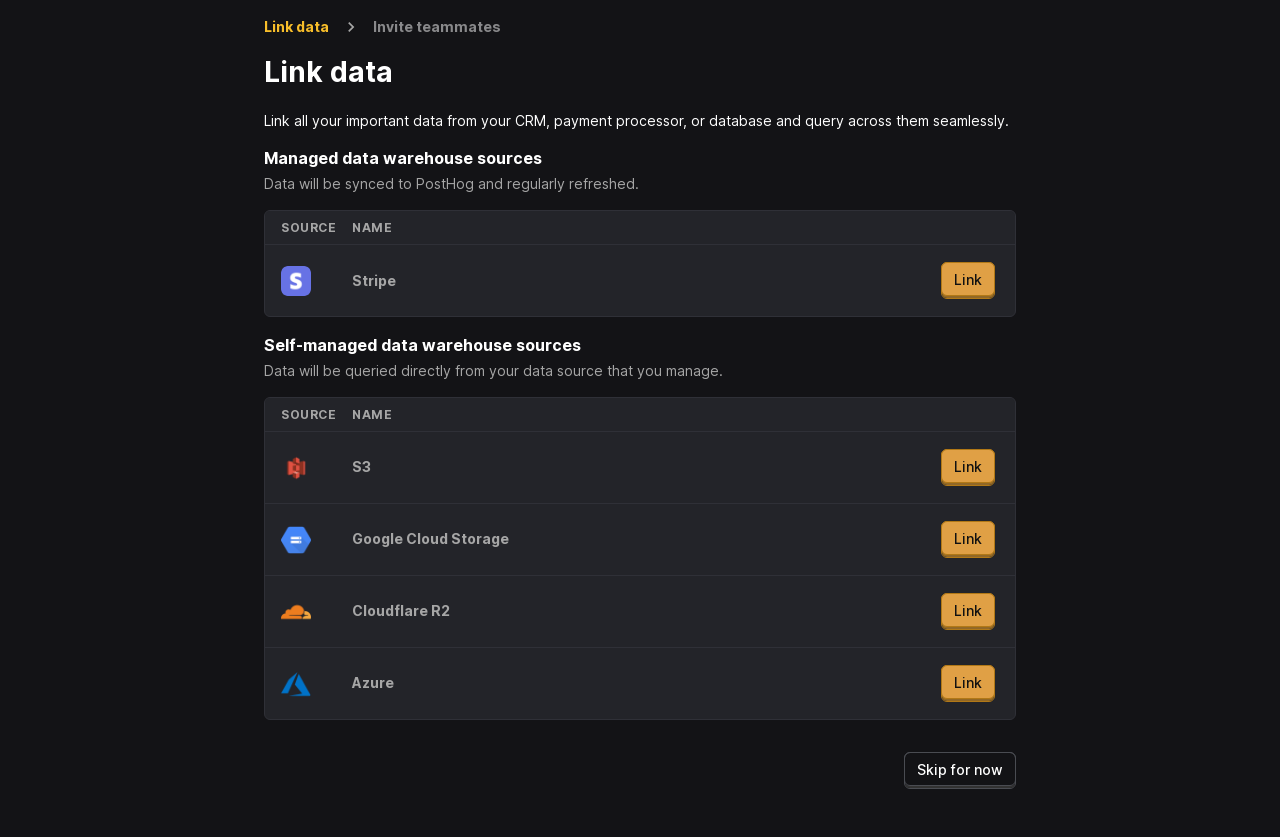 Link data > Invite teammates
Link data
Link all your important data from your CRM, payment processor, or database and query across them seamlessly.
Managed data warehouse sources
Data will be synced to PostHog and regularly refreshed.
SOURCE NAME
Stripe Link
Self-managed data warehouse sources
Data will be queried directly from your data source that you manage.
SOURCE NAME
S3 Link
Google Cloud Storage Link
Cloudflare R2 Link
Azure Link
Skip for now